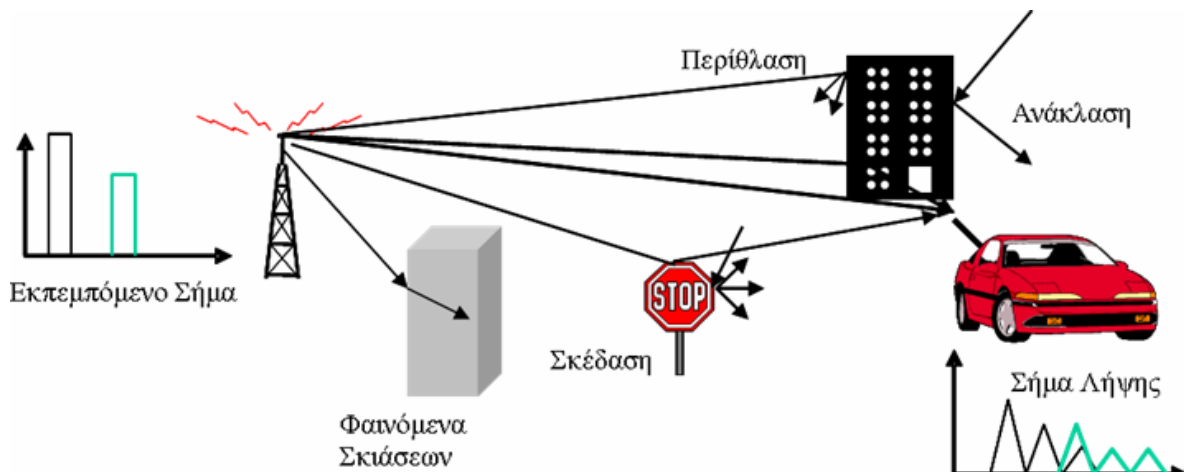 Περίθλαση
Ανάκλαση
Εκπεμπόμενο Σήμα
STOP
Σκέδαση
Φαινόμενα
Σκιάσεων
Σήμα Λήψης